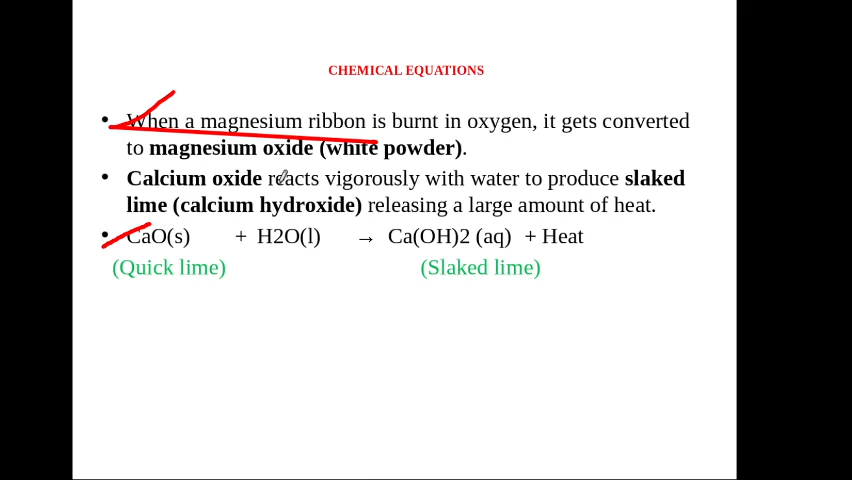 CHEMICAL EQUATIONS
• When a magnesium ribbon is burnt in oxygen, it gets converted
to magnesium oxide (white powder).
• Calcium oxide reacts vigorously with water to produce slaked
lime (calcium hydroxide) releasing a large amount of heat.
• CaO(s) + H2O(l) → Ca(OH)2 (aq) + Heat
(Quick lime) (Slaked lime)